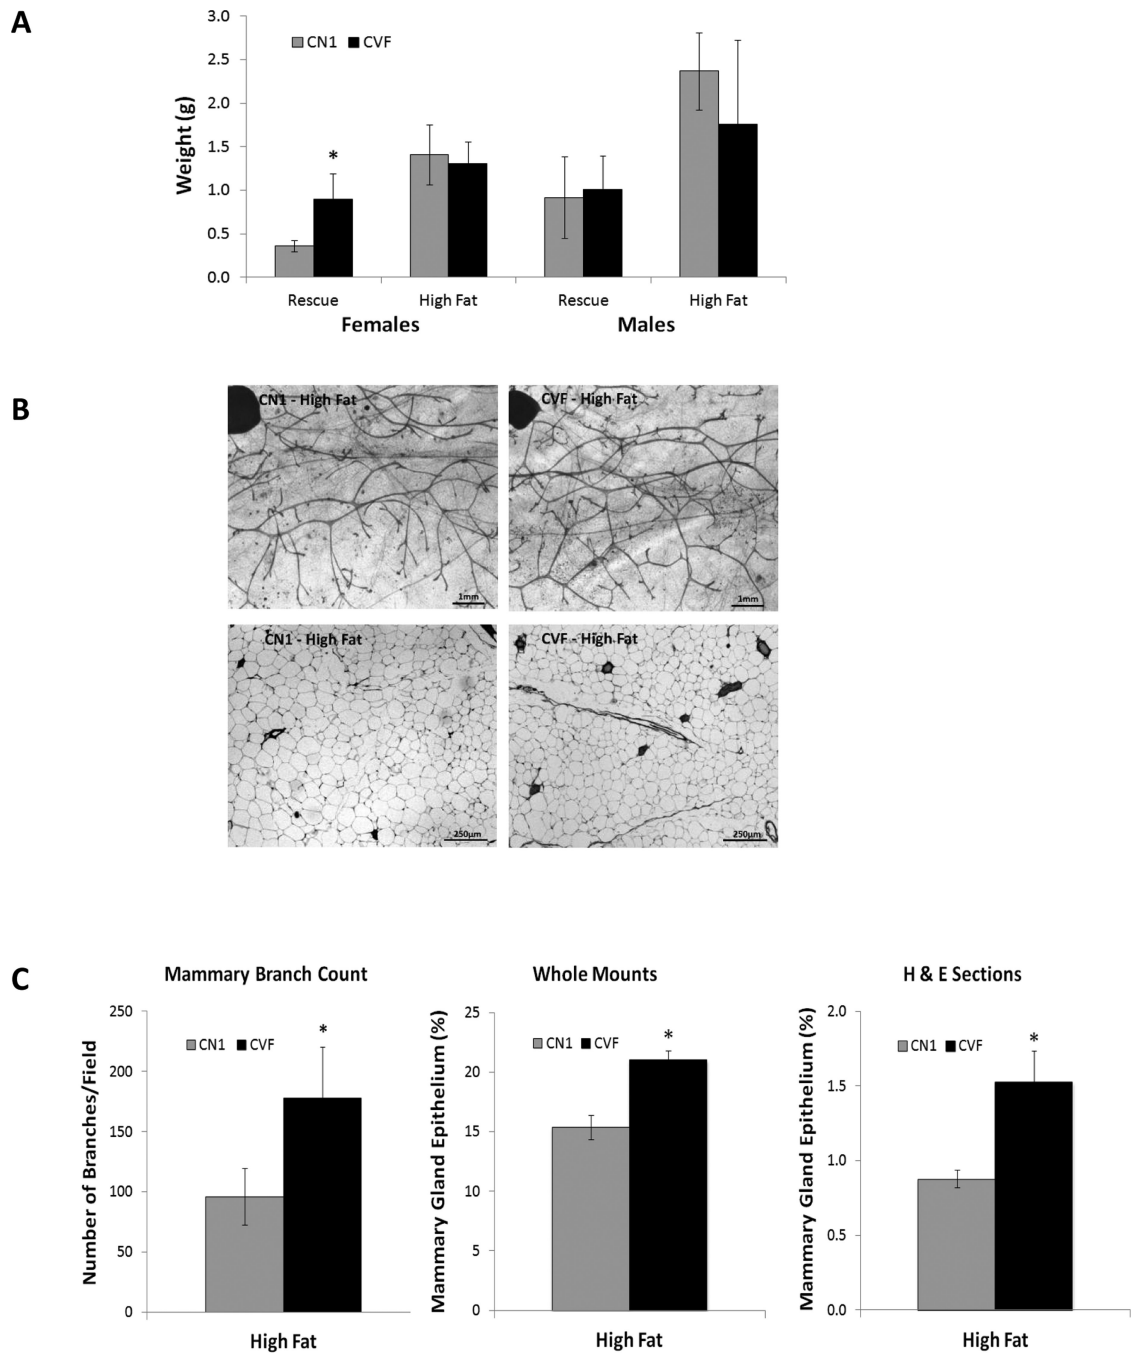 A
3.0
2.5
2.0
1.5
1.0
0.5
0.0
Weight (g)
CN1 CVF
*
Rescue High Fat Rescue High Fat
Females Males
B
CN1 - High Fat CVF - High Fat
1mm 1mm
CN1 - High Fat CVF - High Fat
250µm 250µm
C
Mammary Branch Count
Number of Branches/Field
250
200
150
100
50
0
CN1 CVF
*
High Fat
Whole Mounts
Mammary Gland Epithelium (%)
25
20
15
10
5
0
CN1 CVF
*
High Fat
H & E Sections
Mammary Gland Epithelium (%)
2.0
1.5
1.0
0.5
0.0
CN1 CVF
*
High Fat